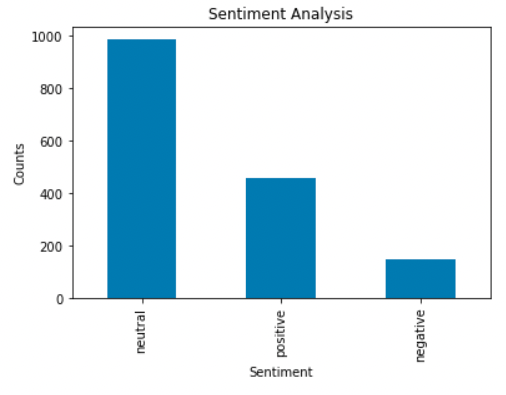 Sentiment Analysis
1000
800
600
400
200
0
Counts
neutral
positive
negative
Sentiment